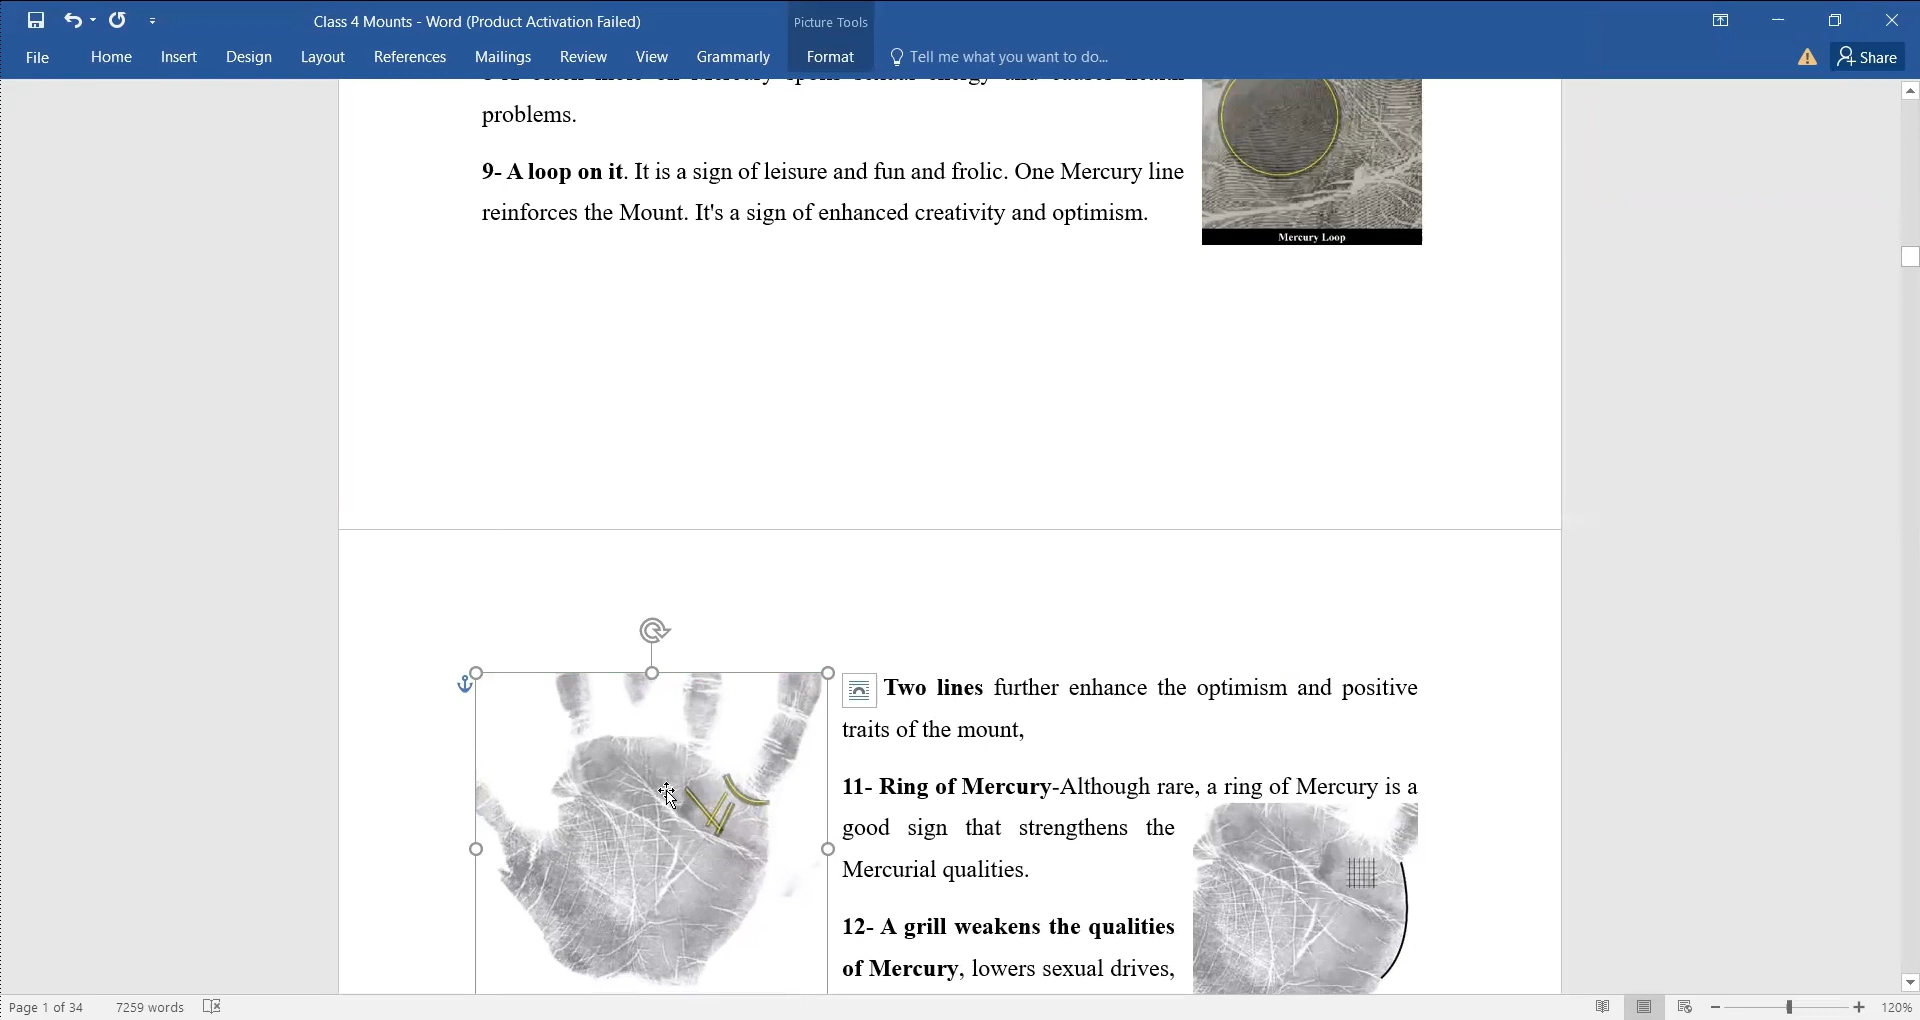 Class 4 Mounts - Word (Product Activation Failed)
Picture Tools
File Home Insert Design Layout References Mailings Review View Grammarly Format Tell me what you want to do... Share
problems.
9- A loop on it. It is a sign of leisure and fun and frolic. One Mercury line
reinforces the Mount. It's a sign of enhanced creativity and optimism.
Mercury Loop
Two lines further enhance the optimism and positive
traits of the mount,
11- Ring of Mercury-Although rare, a ring of Mercury is a
good sign that strengthens the
Mercurial qualities.
12- A grill weakens the qualities
of Mercury, lowers sexual drives,
Page 1 of 34 7259 words 120%